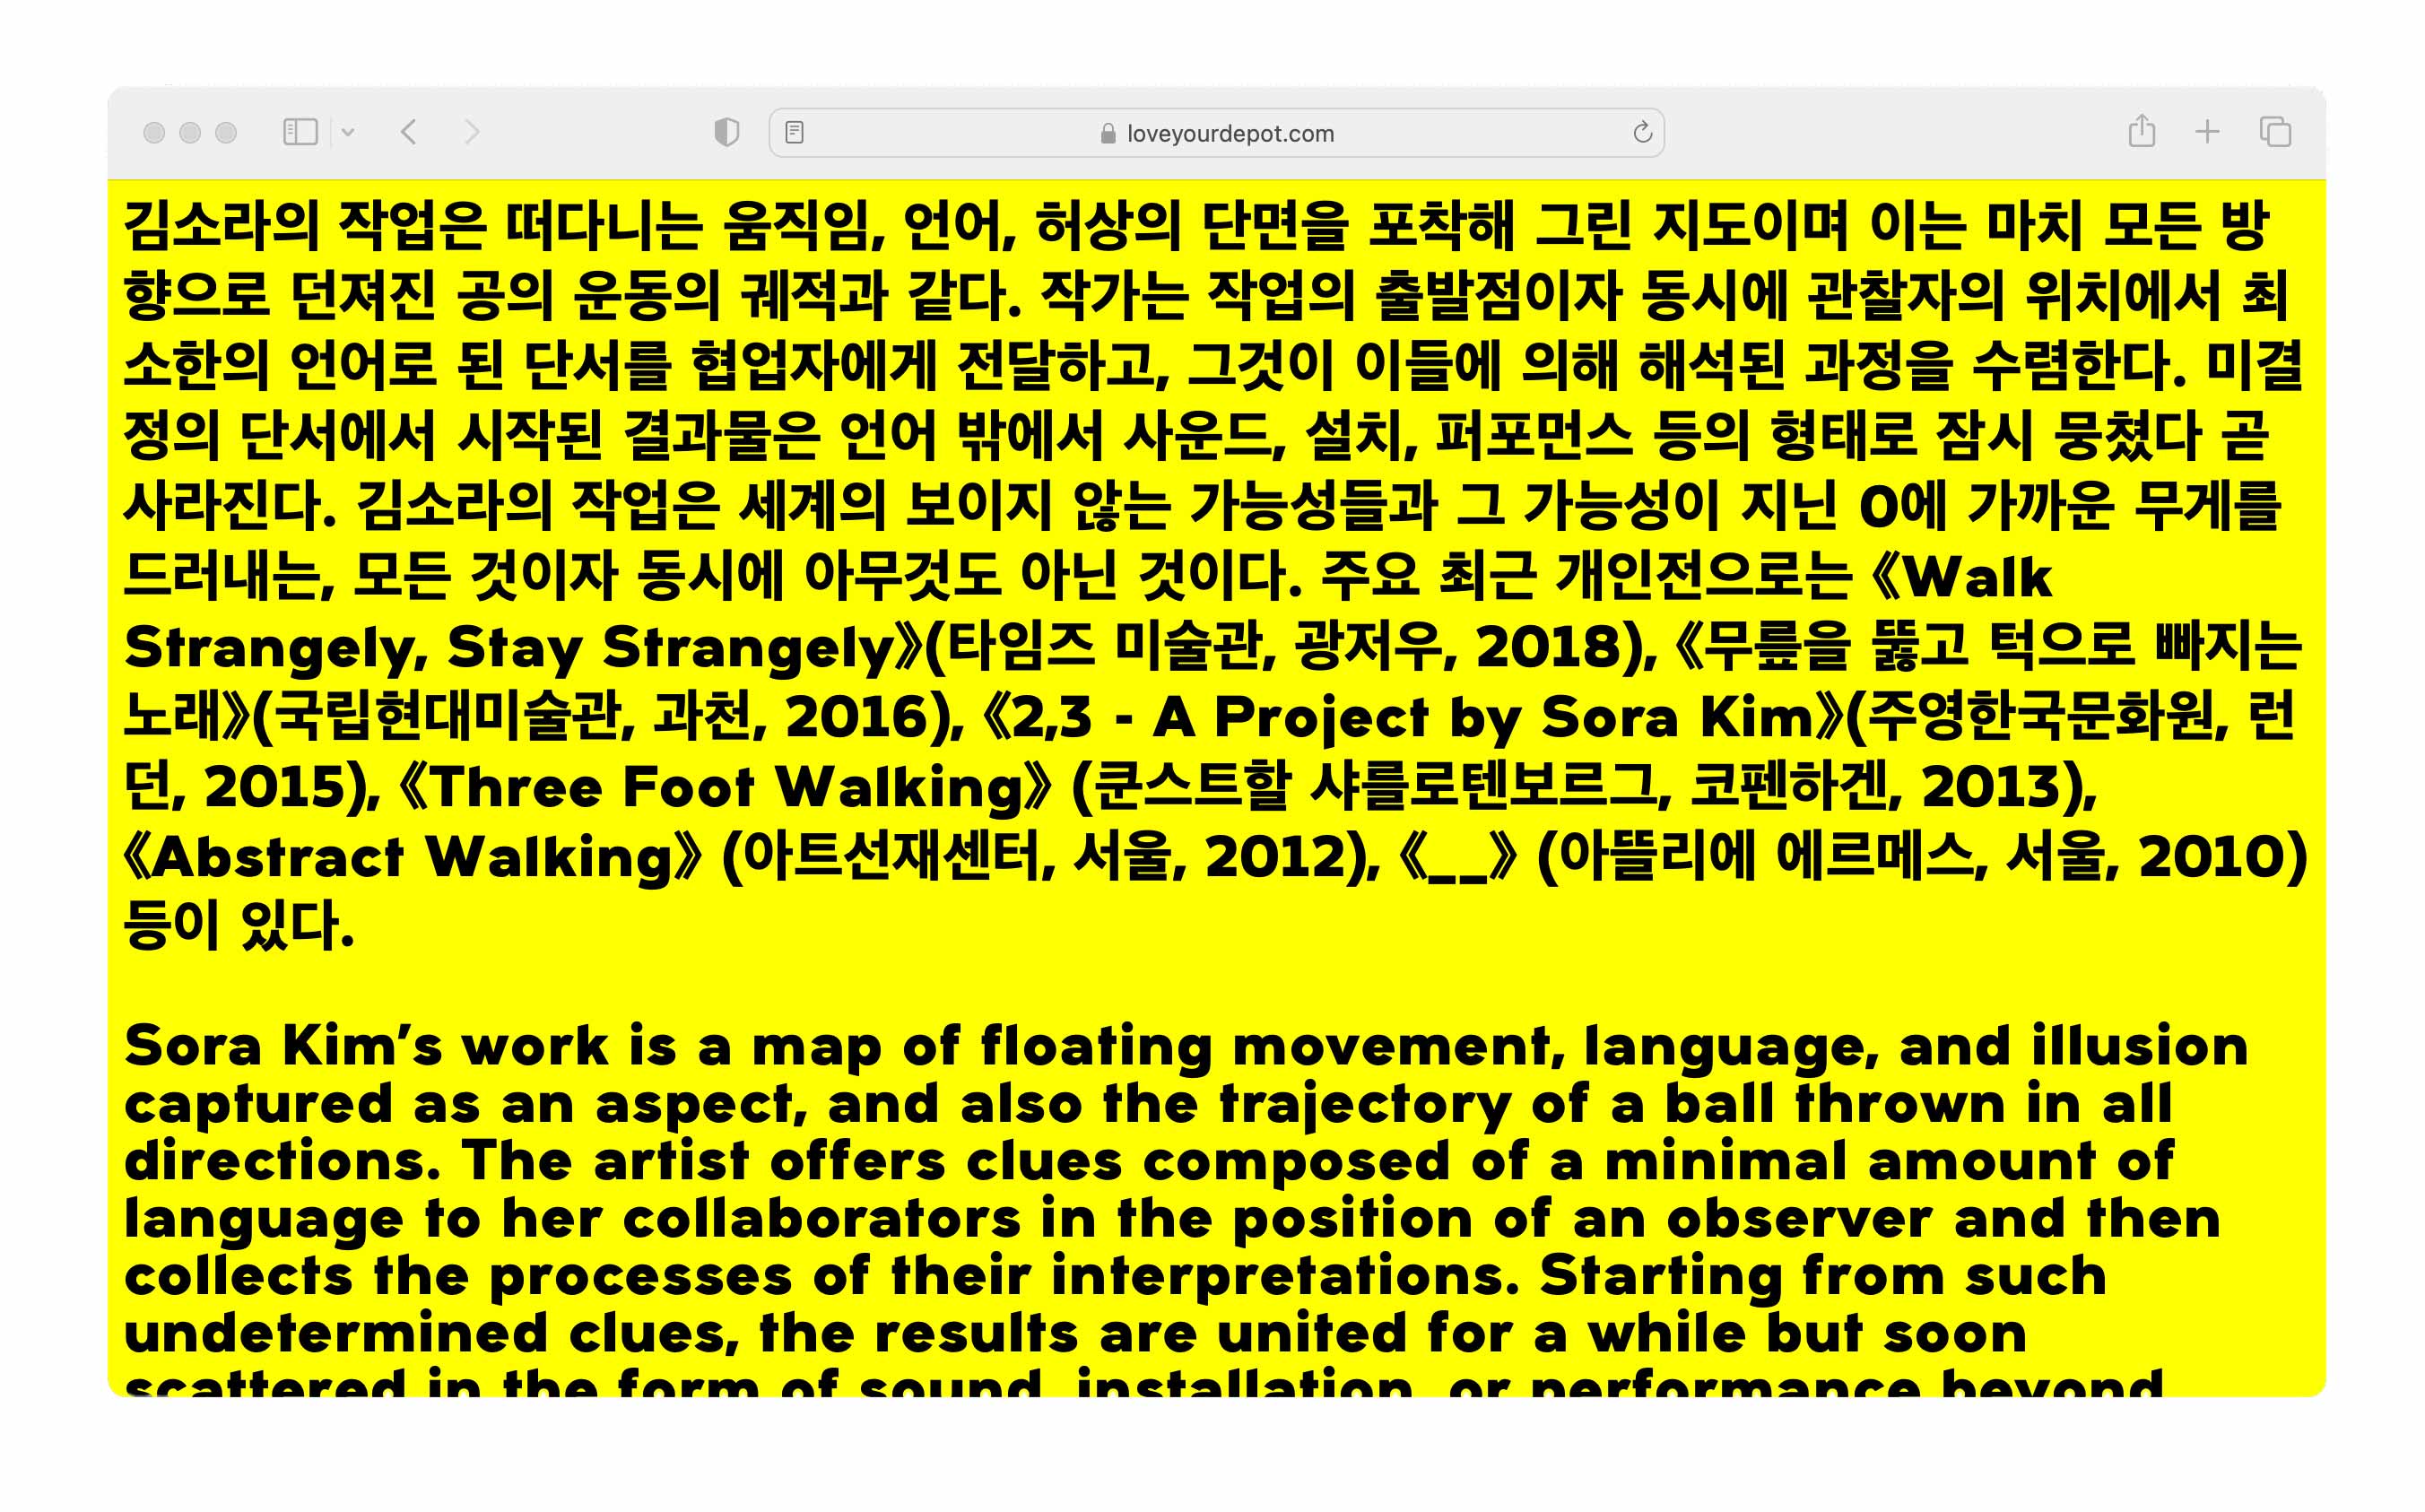 loveyourdepot.com
김소라의 작업은 떠다니는 움직임, 언어, 허상의 단면을 포착해 그린 지도이며 이는 마치 모든 방
향으로 던져진 공의 운동의 궤적과 같다. 작가는 작업의 출발점이자 동시에 관찰자의 위치에서 최
소한의 언어로 된 단서를 협업자에게 전달하고, 그것이 이들에 의해 해석된 과정을 수렴한다. 미결
정의 단서에서 시작된 결과물은 언어 밖에서 사운드, 설치, 퍼포먼스 등의 형태로 잠시 뭉쳤다 곧
사라진다. 김소라의 작업은 세계의 보이지 않는 가능성들과 그 가능성이 지닌 0에 가까운 무게를
드러내는, 모든 것이자 동시에 아무것도 아닌 것이다. 주요 최근 개인전으로는 《Walk
Strangely, Stay Strangely》(타임즈 미술관, 광저우, 2018), 《무릎을 뚫고 턱으로 빠지는
노래》(국립현대미술관, 과천, 2016), 《2,3 - A Project by Sora Kim》(주영한국문화원, 런
던, 2015), 《Three Foot Walking》 (쿤스트할 샤를로텐보르그, 코펜하겐, 2013),
《Abstract Walking》 (아트선재센터, 서울, 2012), 《__》 (아뜰리에 에르메스, 서울, 2010)
등이 있다.
Sora Kim’s work is a map of floating movement, language, and illusion
captured as an aspect, and also the trajectory of a ball thrown in all
directions. The artist offers clues composed of a minimal amount of
language to her collaborators in the position of an observer and then
collects the processes of their interpretations. Starting from such
undetermined clues, the results are united for a while but soon
scattered in the form of sound, installation, or performance beyond